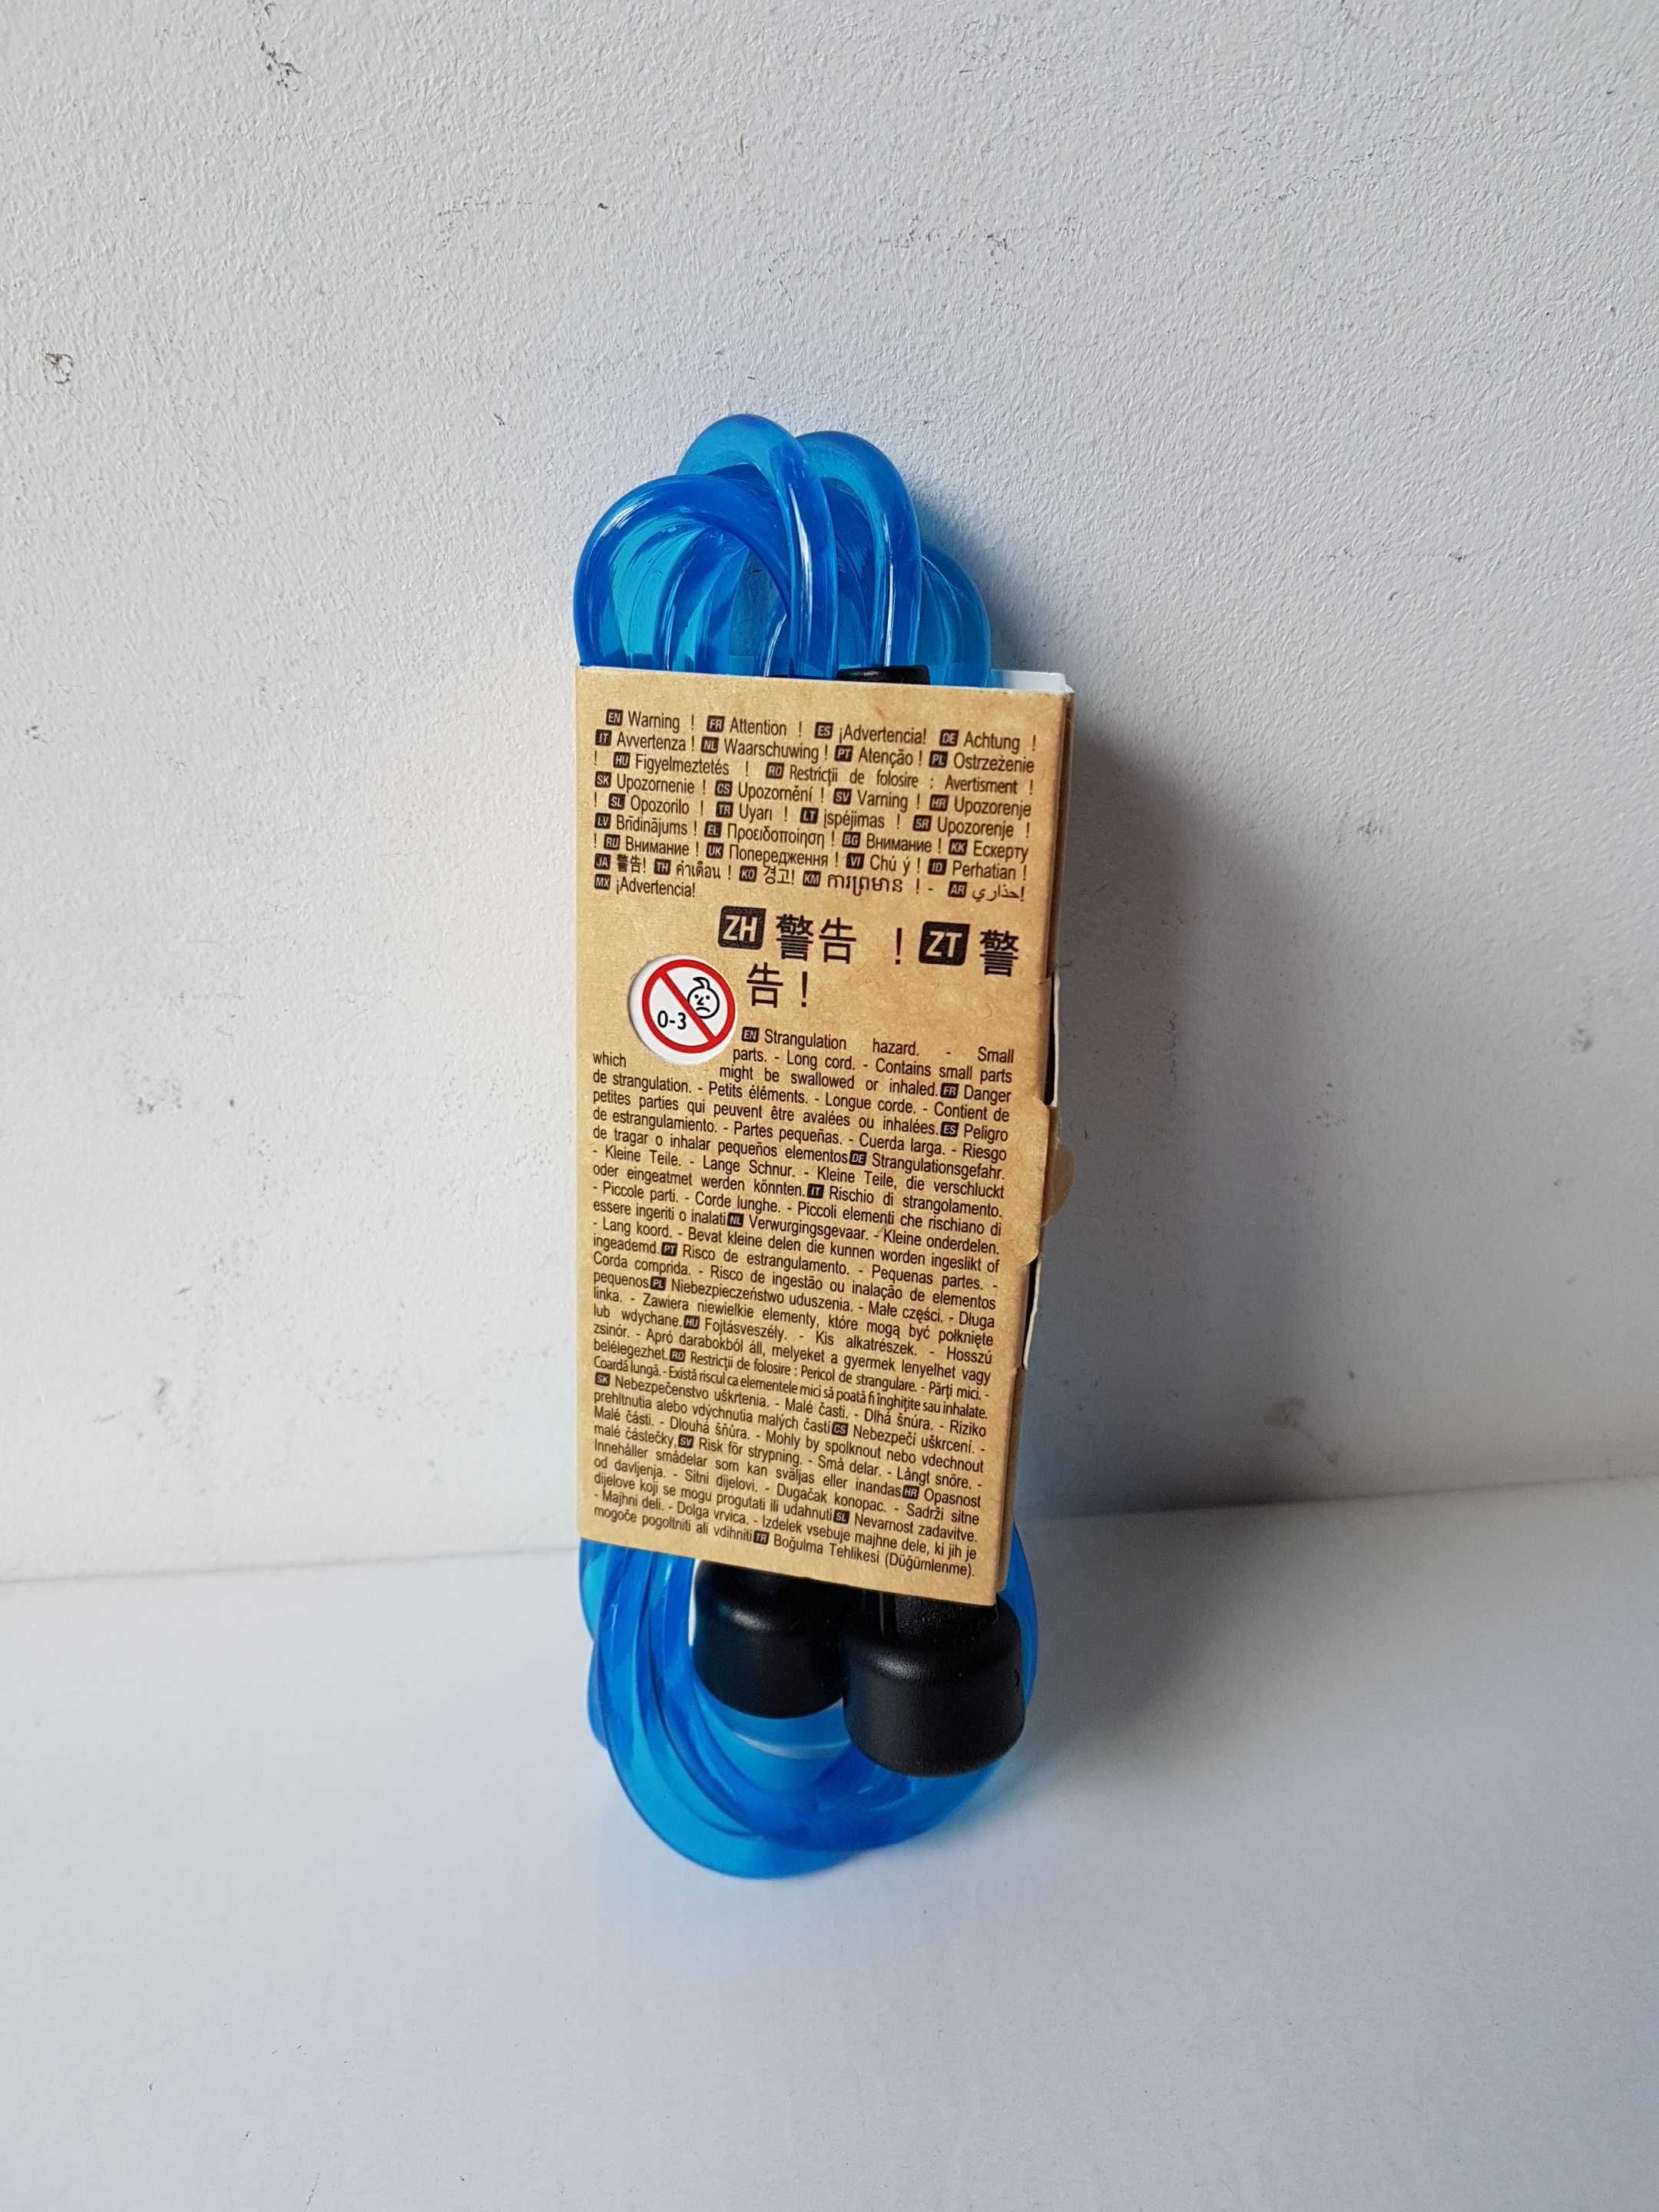 EN Warning ! FR Attention ! ES ¡Advertencia! DE Achtung !
IT Avvertenza ! NL Waarschuwing ! PT Atenção ! PL Ostrzeżenie
! HU Figyelmeztetés ! RO Restricţii de folosire : Avertisment !
SK Upozornenie ! CS Upozornění ! SV Varning ! HR Upozorenje
! SL Opozorilo ! TR Uyarı ! LT įspėjimas ! SR Upozorenje !
LV Brīdinājums ! EL Προειδοποίηση ! BG Внимание ! KK Ескерту
! RU Внимание ! UK Попередження ! VI Chú ý ! ID Perhatian !
JA 警告! TH คำเตือน ! KO 경고! KM ការព្រមាន ! - AR حذاري!
MX ¡Advertencia!
ZH 警告 ! ZT 警
告!
0-3
EN Strangulation hazard. - Small
parts. - Long cord. - Contains small parts
which might be swallowed or inhaled. FR Danger
de strangulation. - Petits éléments. - Longue corde. - Contient de
petites parties qui peuvent être avalées ou inhalées. ES Peligro
de estrangulamiento. - Partes pequeñas. - Cuerda larga. - Riesgo
de tragar o inhalar pequeños elementos DE Strangulationsgefahr.
- Kleine Teile. - Lange Schnur. - Kleine Teile, die verschluckt
oder eingeatmet werden könnten. IT Rischio di strangolamento.
- Piccole parti. - Corde lunghe. - Piccoli elementi che rischiano di
essere ingeriti o inalati NL Verwurgingsgevaar. - Kleine onderdelen.
- Lang koord. - Bevat kleine delen die kunnen worden ingeslikt of
ingeademd. PT Risco de estrangulamento. - Pequenas partes. -
Corda comprida. - Risco de ingestão ou inalação de elementos
pequenos PL Niebezpieczeństwo uduszenia. - Małe części. - Długa
linka. - Zawiera niewielkie elementy, które mogą być połknięte
lub wdychane. HU Fojtásveszély. - Kis alkatrészek. - Hosszú
zsinór. - Apró darabokból áll, melyeket a gyermek lenyelhet vagy
belélegezhet. RO Restricţii de folosire : Pericol de strangulare. - Părţi mici. -
Coardă lungă. - Există riscul ca elementele mici să poată fi înghiţite sau inhalate.
SK Nebezpečenstvo uškrtenia. - Malé časti. - Dlhá šnúra. - Riziko
prehltnutia alebo vdýchnutia malých častí CS Nebezpečí uškrcení. -
Malé části. - Dlouhá šňůra. - Mohly by spolknout nebo vdechnout
malé částečky, SV Risk för strypning. - Små delar. - Långt snöre. -
Innehåller smådelar som kan sväljas eller inandas HR Opasnost
od davljenja. - Sitni dijelovi. - Dugačak konopac. - Sadrži sitne
dijelove koji se mogu progutati ili udahnuti SL Nevarnost zadavitve.
- Majhni deli. - Dolga vrvica. - Izdelek vsebuje majhne dele, ki jih je
mogoče pogoltniti ali vdihniti TR Boğulma Tehlikesi (Düğümlenme).